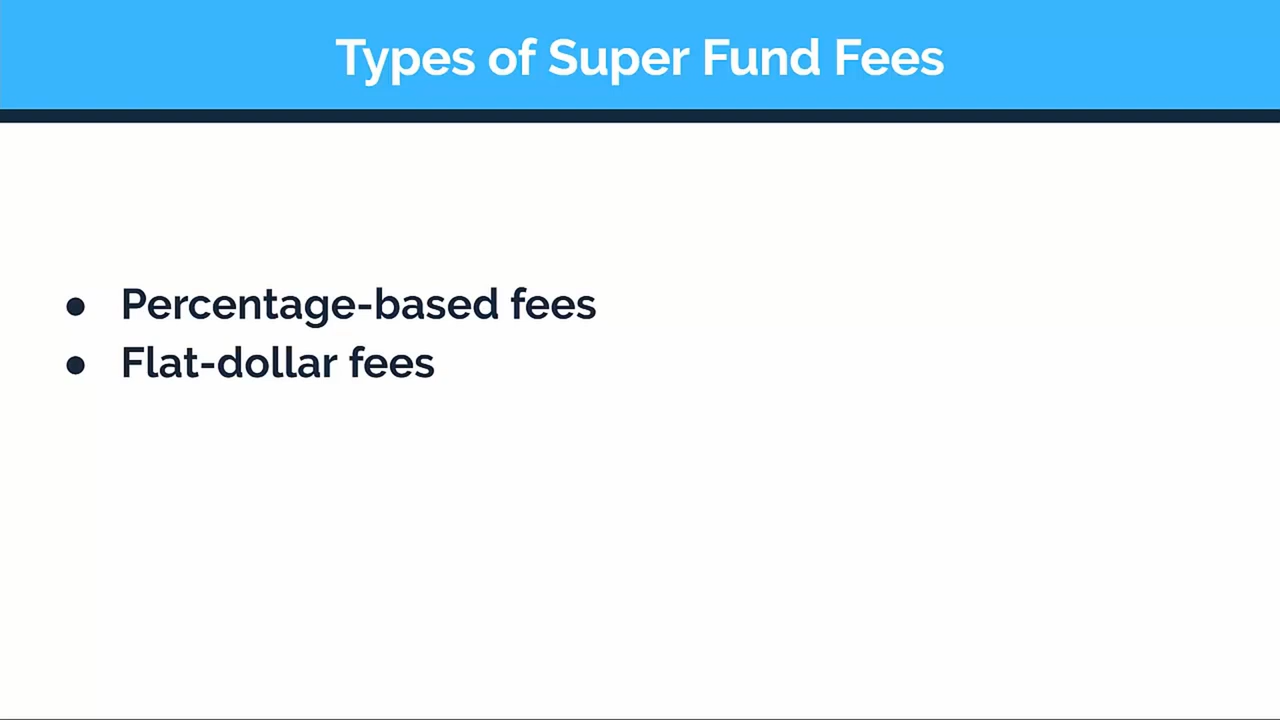 Types of Super Fund Fees
● Percentage-based fees
● Flat-dollar fees